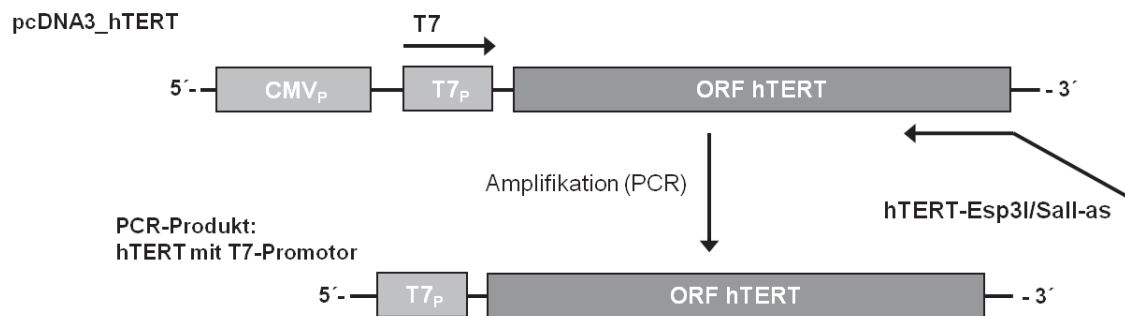 pcDNA3_hTERT
T7
5´- CMVP T7P ORF hTERT - 3´
Amplifikation (PCR)
hTERT-Esp3I/SalI-as
PCR-Produkt:
hTERT mit T7-Promotor
5´- T7P ORF hTERT - 3´